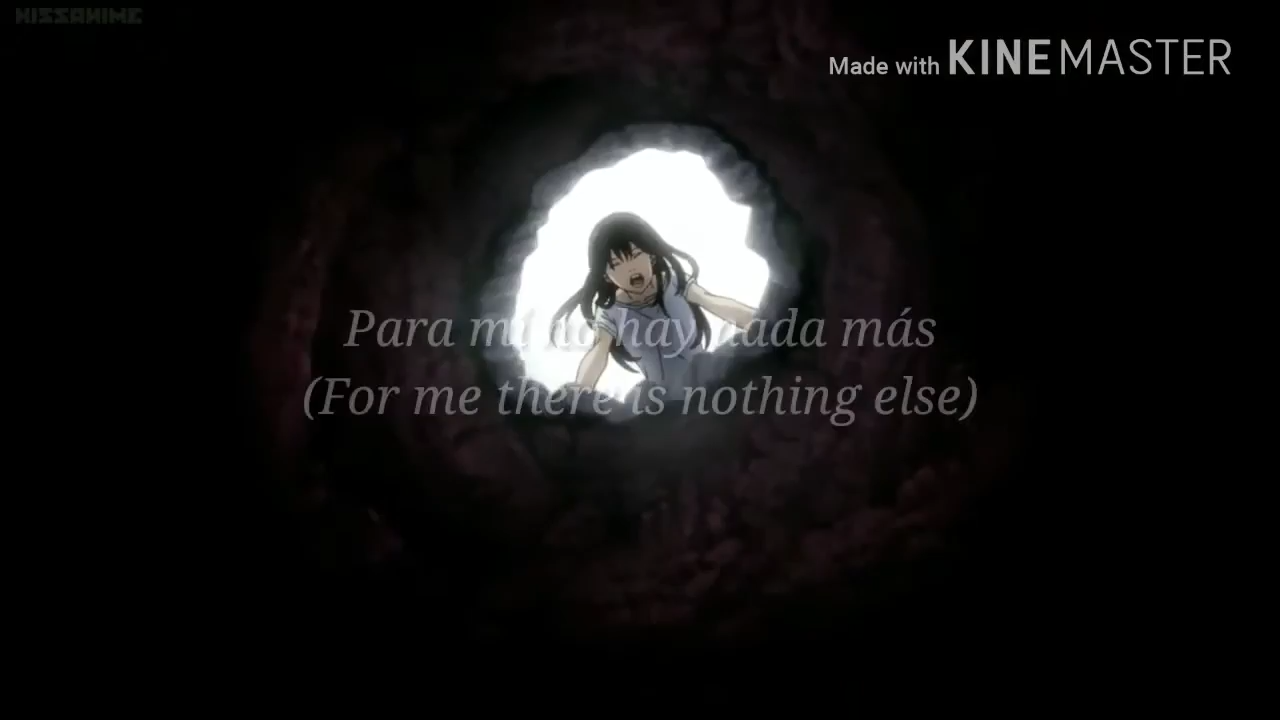 KISSANIME
Made with KINEMASTER
Para mí no hay nada más
(For me there is nothing else)